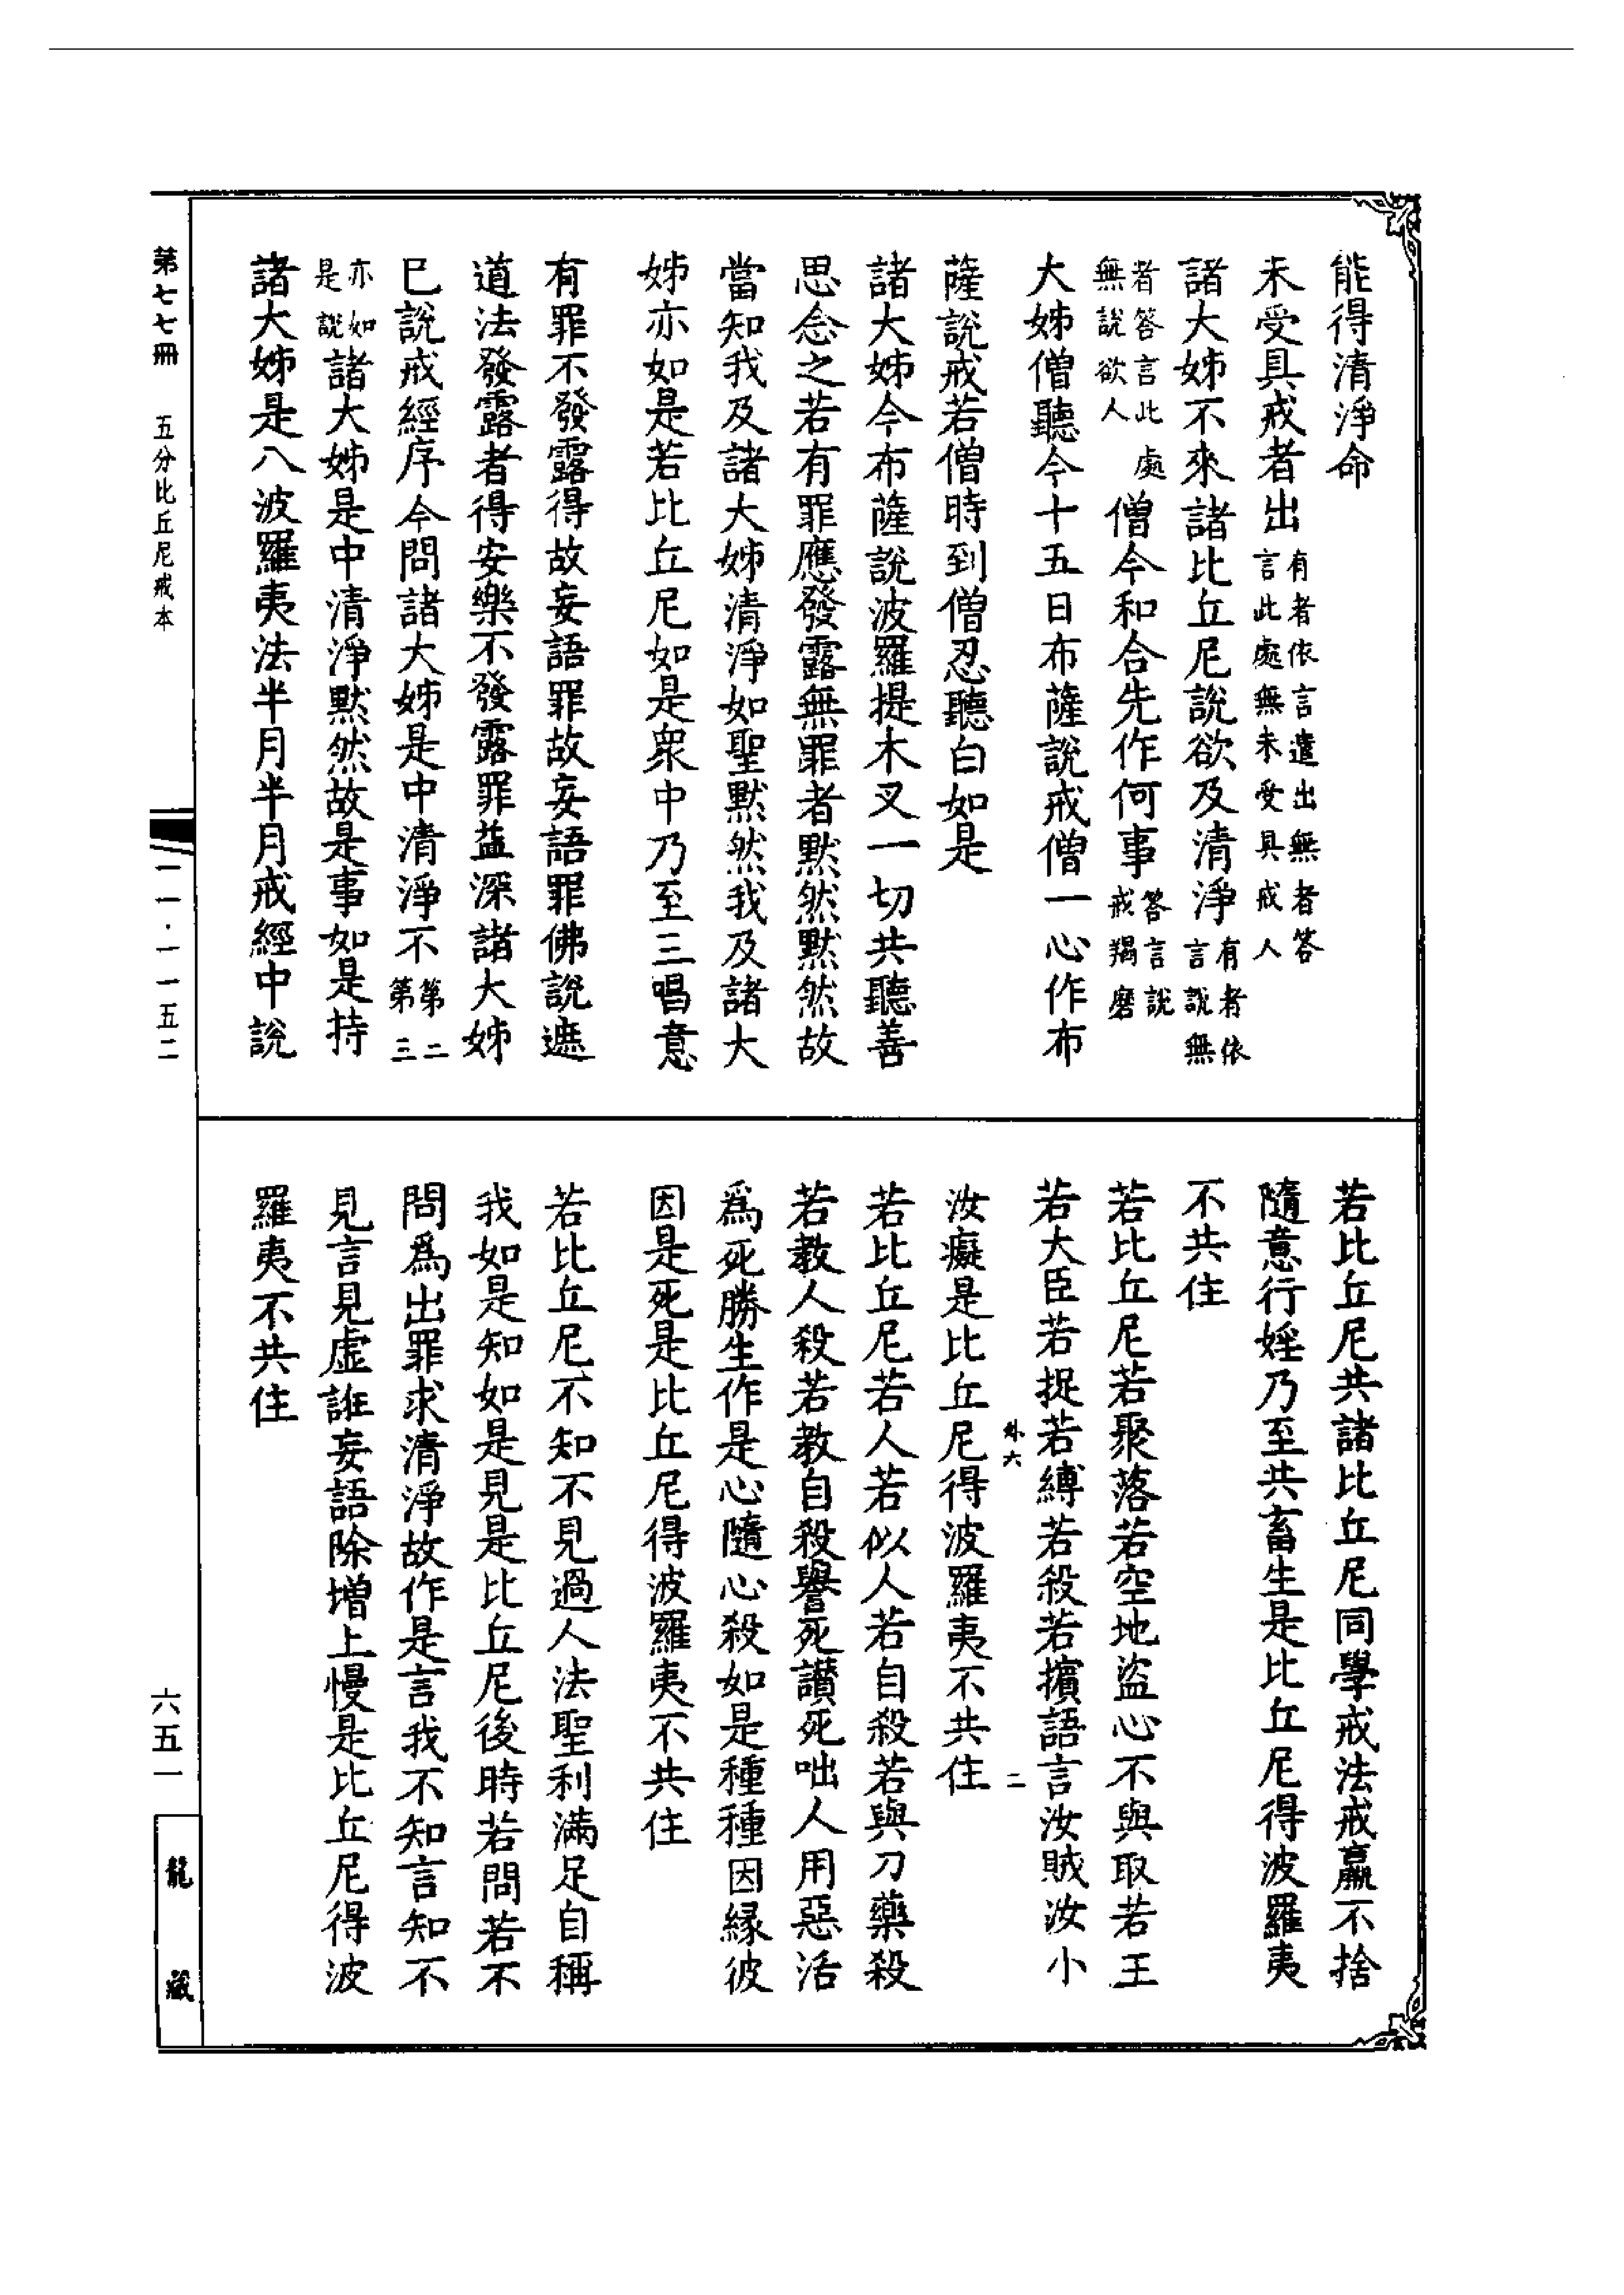 能得清淨命
未受具戒者出有者依言遣出無者答言此處無未受具戒人
諸大姊不來諸比丘尼說欲及清淨有者依言說無
者答言此處無說欲人僧今和合先作何事答言說戒羯磨
大姊僧聽今十五日布薩說戒僧一心作布
薩說戒若僧時到僧忍聽白如是
諸大姊今布薩說波羅提木叉一切共聽善
思念之若有罪應發露無罪者默然默然故
當知我及諸大姊清淨如聖默然我及諸大
姊亦如是若比丘尼如是衆中乃至三唱意
有罪不發露得故妄語罪故妄語罪佛說遮
道法發露者得安樂不發露罪益深諸大姊
已說戒經序今問諸大姊是中清淨不第二第三
亦如是說諸大姊是中清淨默然故是事如是持
諸大姊是八波羅夷法半月半月戒經中說
若比丘尼共諸比丘尼同學戒法戒羸不捨
隨意行婬乃至共畜生是比丘尼得波羅夷
不共住
若比丘尼若聚落若空地盜心不與取若王
若大臣若捉若縛若殺若擯語言汝賊汝小
外六 二
汝癡是比丘尼得波羅夷不共住
若比丘尼若人若似人若自殺若與刀藥殺
若教人殺若教自殺譽死讃死咄人用惡活
爲死勝生作是心隨心殺如是種種因緣彼
因是死是比丘尼得波羅夷不共住
若比丘尼不知不見過人法聖利滿足自稱
我如是知如是見是比丘尼後時若問若不
問爲出罪求清淨故作是言我不知言知不
見言見虛誑妄語除增上慢是比丘尼得波
羅夷不共住
第七七冊 五分比丘尼戒本
一一·一一五二
六五一
龍藏